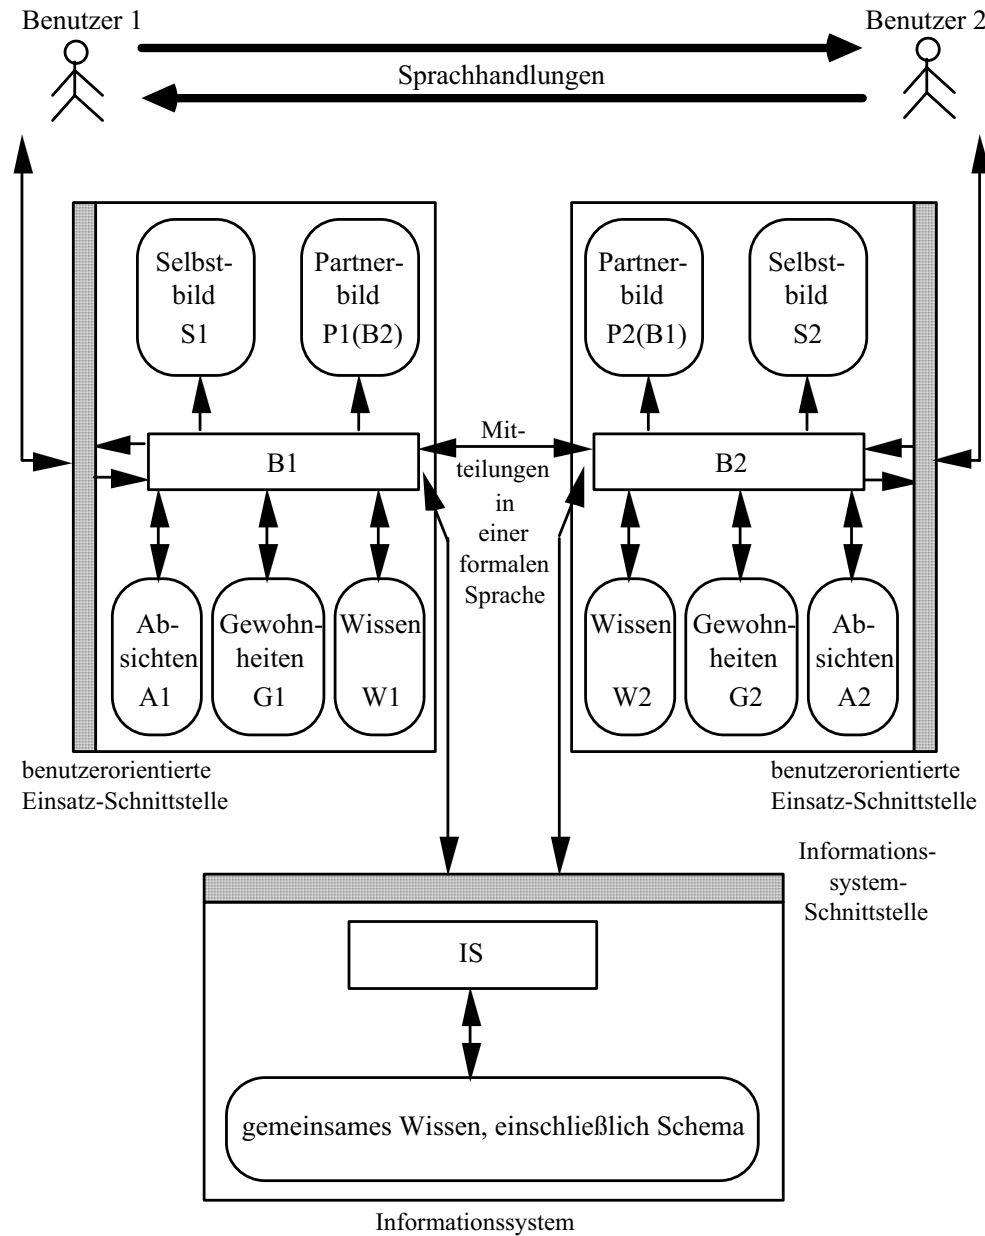 Benutzer 1
Benutzer 2
Sprachhandlungen
Selbst-
bild
S1
Partner-
bild
P1(B2)
Partner-
bild
P2(B1)
Selbst-
bild
S2
B1
Mit-
teilungen
in
einer
formalen
Sprache
B2
Ab-
sichten
A1
Gewohn-
heiten
G1
Wissen
W1
Wissen
W2
Gewohn-
heiten
G2
Ab-
sichten
A2
benutzerorientierte
Einsatz-Schnittstelle
benutzerorientierte
Einsatz-Schnittstelle
Informations-
system-
Schnittstelle
IS
gemeinsames Wissen, einschließlich Schema
Informationssystem